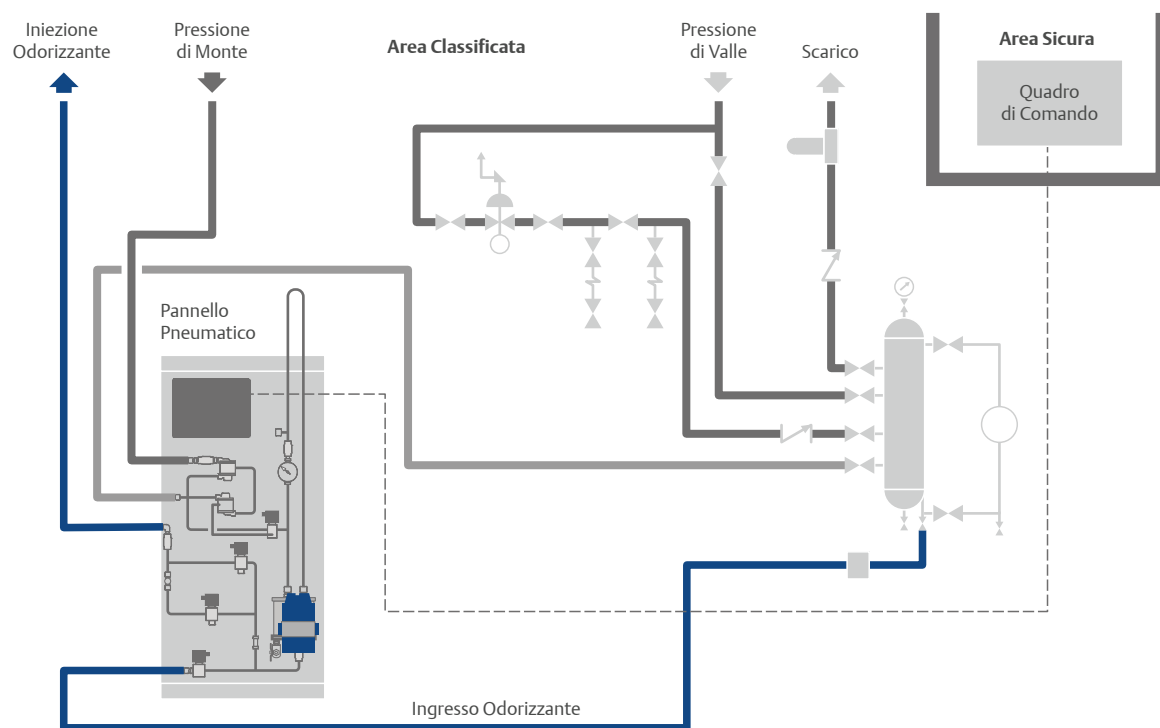 Iniezione
Odorizzante
Pressione
di Monte
Area Classificata
Pressione
di Valle
Scarico
Area Sicura
Quadro
di Comando
Pannello
Pneumatico
Ingresso Odorizzante